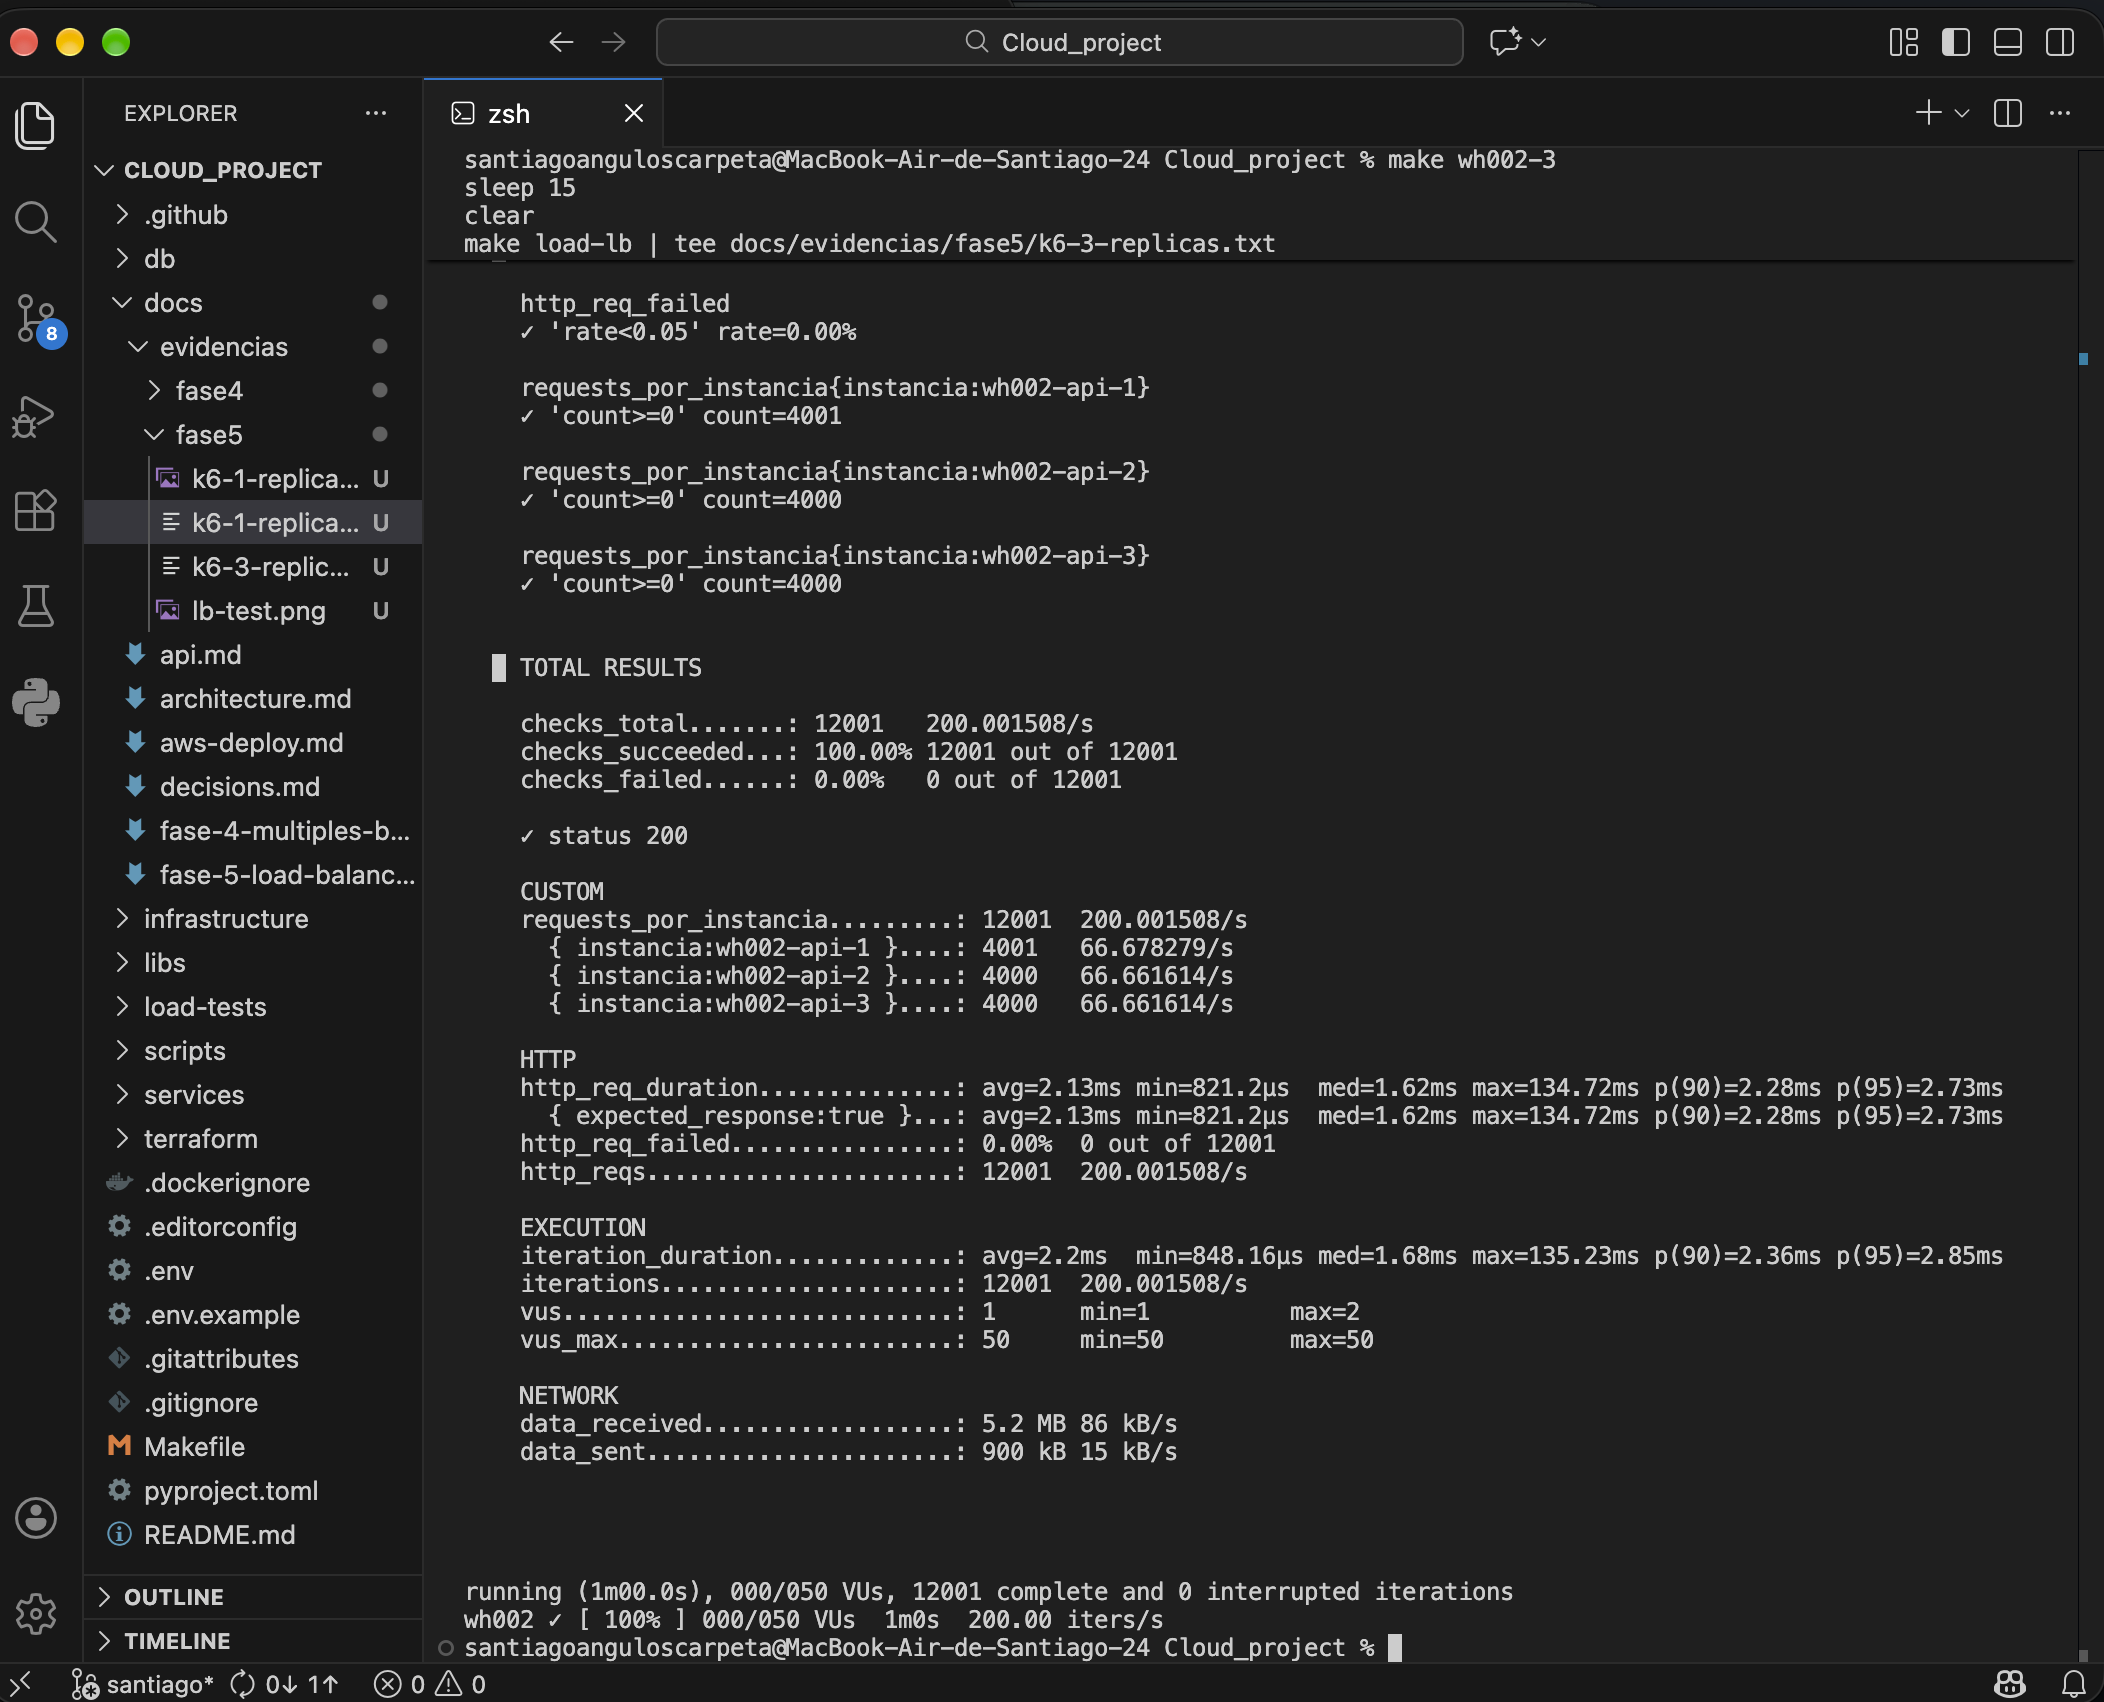 Cloud_project
EXPLORER
CLOUD_PROJECT
.github
db
docs
evidencias
fase4
fase5
k6-1-replica... U
k6-1-replica... U
k6-3-replic... U
lb-test.png U
api.md
architecture.md
aws-deploy.md
decisions.md
fase-4-multiples-b...
fase-5-load-balanc...
infrastructure
libs
load-tests
scripts
services
terraform
.dockerignore
.editorconfig
.env
.env.example
.gitattributes
.gitignore
Makefile
pyproject.toml
README.md
OUTLINE
TIMELINE
8
zsh
santiagoanguloscarpeta@MacBook-Air-de-Santiago-24 Cloud_project % make wh002-3
sleep 15
clear
make load-lb | tee docs/evidencias/fase5/k6-3-replicas.txt
http_req_failed
✓ 'rate<0.05' rate=0.00%
requests_por_instancia{instancia:wh002-api-1}
✓ 'count>=0' count=4001
requests_por_instancia{instancia:wh002-api-2}
✓ 'count>=0' count=4000
requests_por_instancia{instancia:wh002-api-3}
✓ 'count>=0' count=4000
█ TOTAL RESULTS
checks_total.......: 12001 200.001508/s
checks_succeeded...: 100.00% 12001 out of 12001
checks_failed......: 0.00% 0 out of 12001
✓ status 200
CUSTOM
requests_por_instancia.........: 12001 200.001508/s
{ instancia:wh002-api-1 }....: 4001 66.678279/s
{ instancia:wh002-api-2 }....: 4000 66.661614/s
{ instancia:wh002-api-3 }....: 4000 66.661614/s
HTTP
http_req_duration..............: avg=2.13ms min=821.2µs med=1.62ms max=134.72ms p(90)=2.28ms p(95)=2.73ms
{ expected_response:true }...: avg=2.13ms min=821.2µs med=1.62ms max=134.72ms p(90)=2.28ms p(95)=2.73ms
http_req_failed................: 0.00% 0 out of 12001
http_reqs......................: 12001 200.001508/s
EXECUTION
iteration_duration.............: avg=2.2ms min=848.16µs med=1.68ms max=135.23ms p(90)=2.36ms p(95)=2.85ms
iterations.....................: 12001 200.001508/s
vus............................: 1 min=1 max=2
vus_max........................: 50 min=50 max=50
NETWORK
data_received..................: 5.2 MB 86 kB/s
data_sent......................: 900 kB 15 kB/s
running (1m00.0s), 000/050 VUs, 12001 complete and 0 interrupted iterations
wh002 ✓ [ 100% ] 000/050 VUs 1m0s 200.00 iters/s
santiagoanguloscarpeta@MacBook-Air-de-Santiago-24 Cloud_project %
santiago* 0↓ 1↑ 0 0